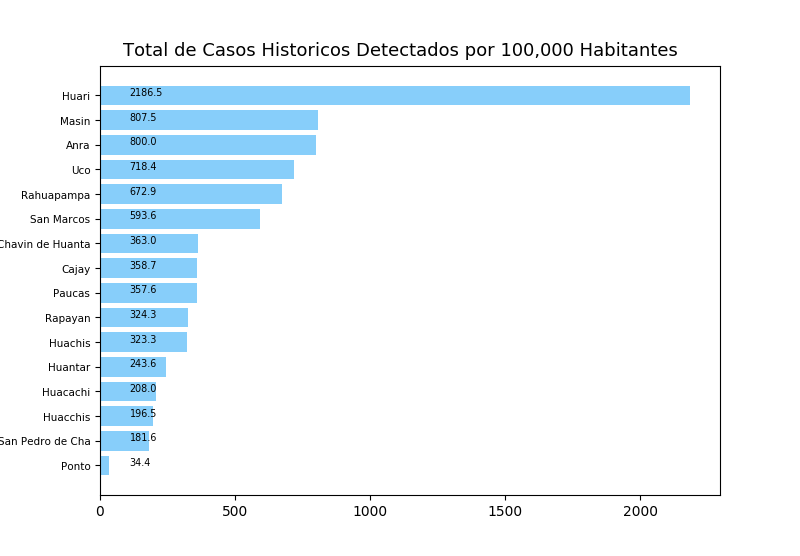 Total de Casos Historicos Detectados por 100,000 Habitantes
Huari 2186.5
Masin 807.5
Anra 800.0
Uco 718.4
Rahuapampa 672.9
San Marcos 593.6
Chavin de Huanta 363.0
Cajay 358.7
Paucas 357.6
Rapayan 324.3
Huachis 323.3
Huantar 243.6
Huacachi 208.0
Huacchis 196.5
San Pedro de Cha 181.6
Ponto 34.4
0 500 1000 1500 2000